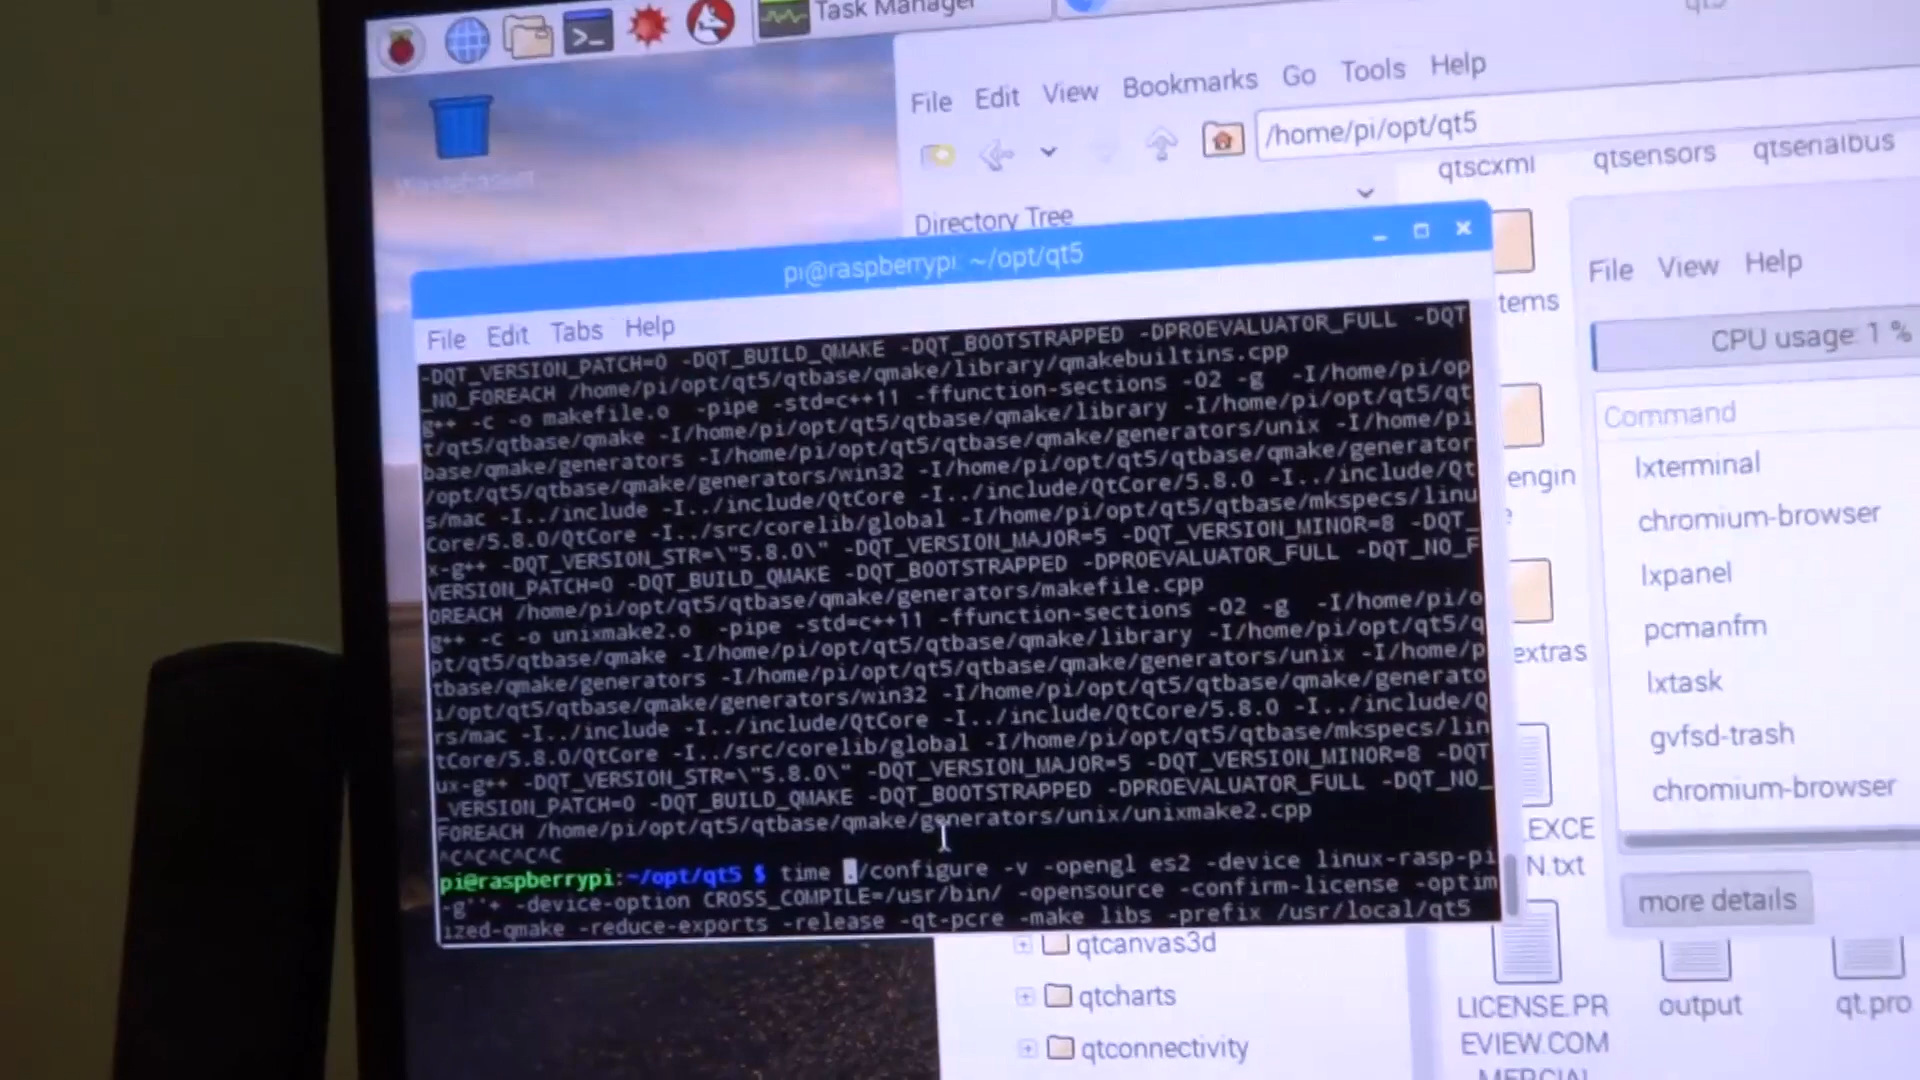 Task Manager
File Edit View Bookmarks Go Tools Help
/home/pi/opt/qt5
qtscxml qtsensors qtserialbus
Directory Tree
pi@raspberrypi: ~/opt/qt5
File Edit Tabs Help
-DQT_VERSION_PATCH=0 -DQT_BUILD_QMAKE -DQT_BOOTSTRAPPED -DPROEVALUATOR_FULL -DQT
_NO_FOREACH /home/pi/opt/qt5/qtbase/qmake/library/qmakebuiltins.cpp
g++ -c -o makefile.o -pipe -std=c++11 -ffunction-sections -O2 -g -I/home/pi/op
t/qt5/qtbase/qmake -I/home/pi/opt/qt5/qtbase/qmake/library -I/home/pi/opt/qt5/qt
base/qmake/generators -I/home/pi/opt/qt5/qtbase/qmake/generators/unix -I/home/pi
/opt/qt5/qtbase/qmake/generators/win32 -I/home/pi/opt/qt5/qtbase/qmake/generator
s/mac -I../include -I../include/QtCore -I../include/QtCore/5.8.0 -I../include/Qt
Core/5.8.0/QtCore -I../src/corelib/global -I/home/pi/opt/qt5/qtbase/mkspecs/linu
x-g++ -DQT_VERSION_STR=\"5.8.0\" -DQT_VERSION_MAJOR=5 -DQT_VERSION_MINOR=8 -DQT_
VERSION_PATCH=0 -DQT_BUILD_QMAKE -DQT_BOOTSTRAPPED -DPROEVALUATOR_FULL -DQT_NO_F
OREACH /home/pi/opt/qt5/qtbase/qmake/generators/makefile.cpp
g++ -c -o unixmake2.o -pipe -std=c++11 -ffunction-sections -O2 -g -I/home/pi/o
pt/qt5/qtbase/qmake -I/home/pi/opt/qt5/qtbase/qmake/library -I/home/pi/opt/qt5/q
tbase/qmake/generators -I/home/pi/opt/qt5/qtbase/qmake/generators/unix -I/home/p
i/opt/qt5/qtbase/qmake/generators/win32 -I/home/pi/opt/qt5/qtbase/qmake/generato
rs/mac -I../include -I../include/QtCore -I../include/QtCore/5.8.0 -I../include/Q
tCore/5.8.0/QtCore -I../src/corelib/global -I/home/pi/opt/qt5/qtbase/mkspecs/lin
ux-g++ -DQT_VERSION_STR=\"5.8.0\" -DQT_VERSION_MAJOR=5 -DQT_VERSION_MINOR=8 -DQT
_VERSION_PATCH=0 -DQT_BUILD_QMAKE -DQT_BOOTSTRAPPED -DPROEVALUATOR_FULL -DQT_NO_
FOREACH /home/pi/opt/qt5/qtbase/qmake/generators/unix/unixmake2.cpp
^C^C^C^C^C
pi@raspberrypi:~/opt/qt5 $ time ./configure -v -opengl es2 -device linux-rasp-pi
-g''+ -device-option CROSS_COMPILE=/usr/bin/ -opensource -confirm-license -optim
ized-qmake -reduce-exports -release -qt-pcre -make libs -prefix /usr/local/qt5
qtcanvas3d
qtcharts
qtconnectivity
tems
engin
extras
EXCE
N.txt
LICENSE.PR
EVIEW.COM
MERCIAL
output
qt.pro
File View Help
CPU usage: 1 %
Command
lxterminal
chromium-browser
lxpanel
pcmanfm
lxtask
gvfsd-trash
chromium-browser
more details